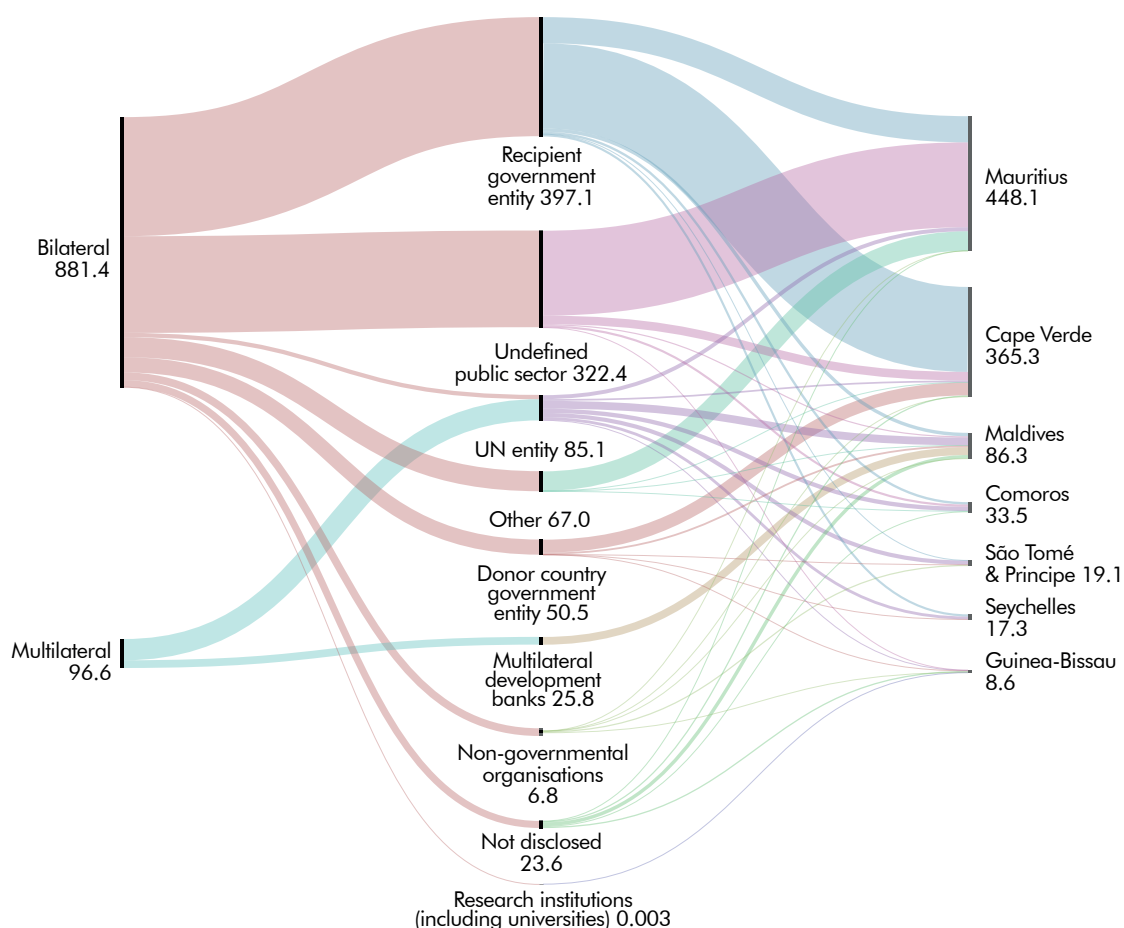 Bilateral
881.4
Multilateral
96.6
Recipient
government
entity 397.1
Undefined
public sector 322.4
UN entity 85.1
Other 67.0
Donor country
government
entity 50.5
Multilateral
development
banks 25.8
Non-governmental
organisations
6.8
Not disclosed
23.6
Research institutions
(including universities) 0.003
Mauritius
448.1
Cape Verde
365.3
Maldives
86.3
Comoros
33.5
São Tomé
& Principe 19.1
Seychelles
17.3
Guinea-Bissau
8.6